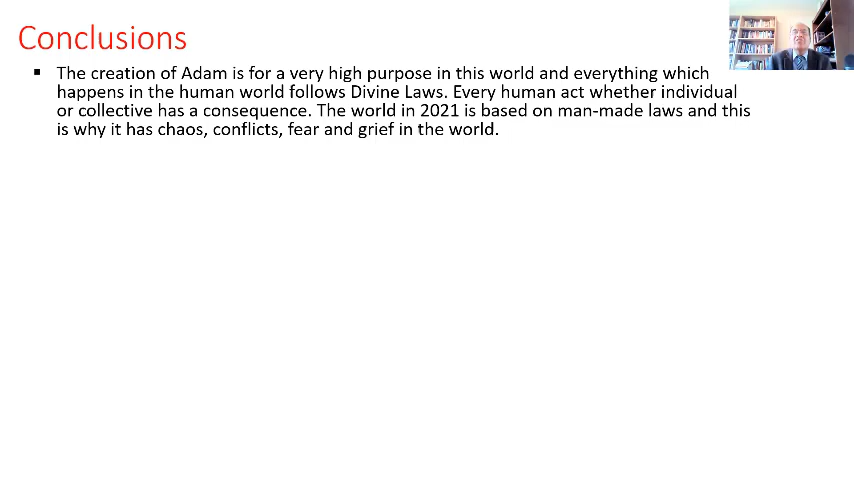 Conclusions
▪ The creation of Adam is for a very high purpose in this world and everything which
happens in the human world follows Divine Laws. Every human act whether individual
or collective has a consequence. The world in 2021 is based on man-made laws and this
is why it has chaos, conflicts, fear and grief in the world.